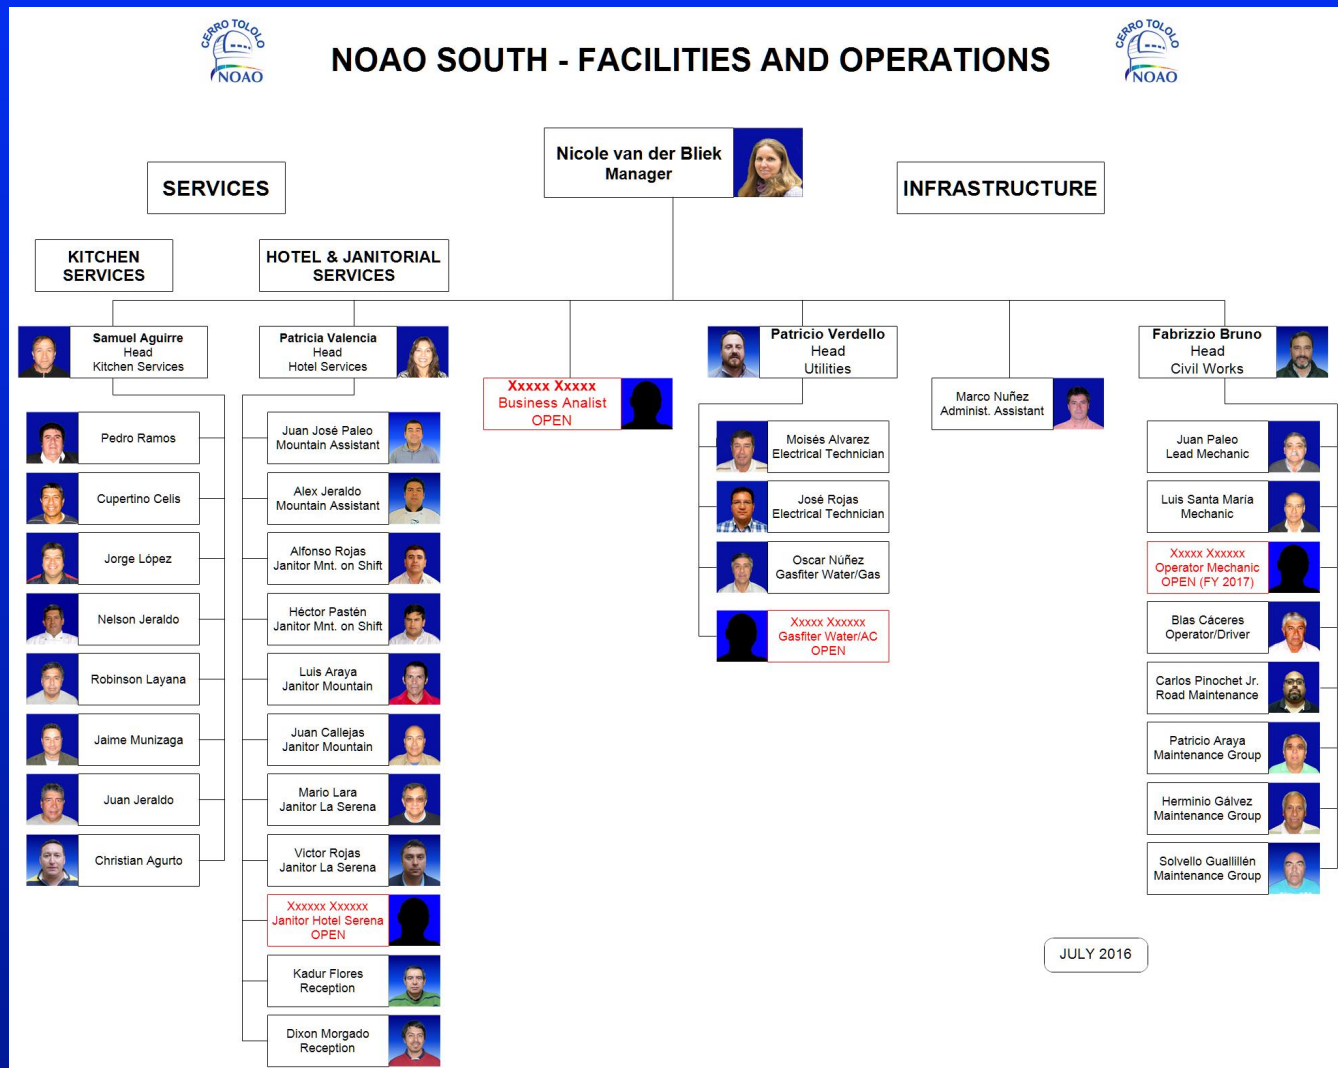 CERRO TOLOLO
NOAO
NOAO SOUTH - FACILITIES AND OPERATIONS
CERRO TOLOLO
NOAO
Nicole van der Bliek
Manager
SERVICES
INFRASTRUCTURE
KITCHEN
SERVICES
HOTEL & JANITORIAL
SERVICES
Samuel Aguirre
Head
Kitchen Services
Patricia Valencia
Head
Hotel Services
Xxxxx Xxxxx
Business Analist
OPEN
Patricio Verdello
Head
Utilities
Marco Nuñez
Administ. Assistant
Fabrizzio Bruno
Head
Civil Works
Pedro Ramos
Cupertino Celis
Jorge López
Nelson Jeraldo
Robinson Layana
Jaime Munizaga
Juan Jeraldo
Christian Agurto
Juan José Paleo
Mountain Assistant
Alex Jeraldo
Mountain Assistant
Alfonso Rojas
Janitor Mnt. on Shift
Héctor Pastén
Janitor Mnt. on Shift
Luis Araya
Janitor Mountain
Juan Callejas
Janitor Mountain
Mario Lara
Janitor La Serena
Victor Rojas
Janitor La Serena
Xxxxxx Xxxxxx
Janitor Hotel Serena
OPEN
Kadur Flores
Reception
Dixon Morgado
Reception
Moisés Alvarez
Electrical Technician
José Rojas
Electrical Technician
Oscar Núñez
Gasfiter Water/Gas
Xxxxx Xxxxxx
Gasfiter Water/AC
OPEN
Juan Paleo
Lead Mechanic
Luis Santa María
Mechanic
Xxxxx Xxxxxx
Operator Mechanic
OPEN (FY 2017)
Blas Cáceres
Operator/Driver
Carlos Pinochet Jr.
Road Maintenance
Patricio Araya
Maintenance Group
Herminio Gálvez
Maintenance Group
Solvello Guallillén
Maintenance Group
JULY 2016